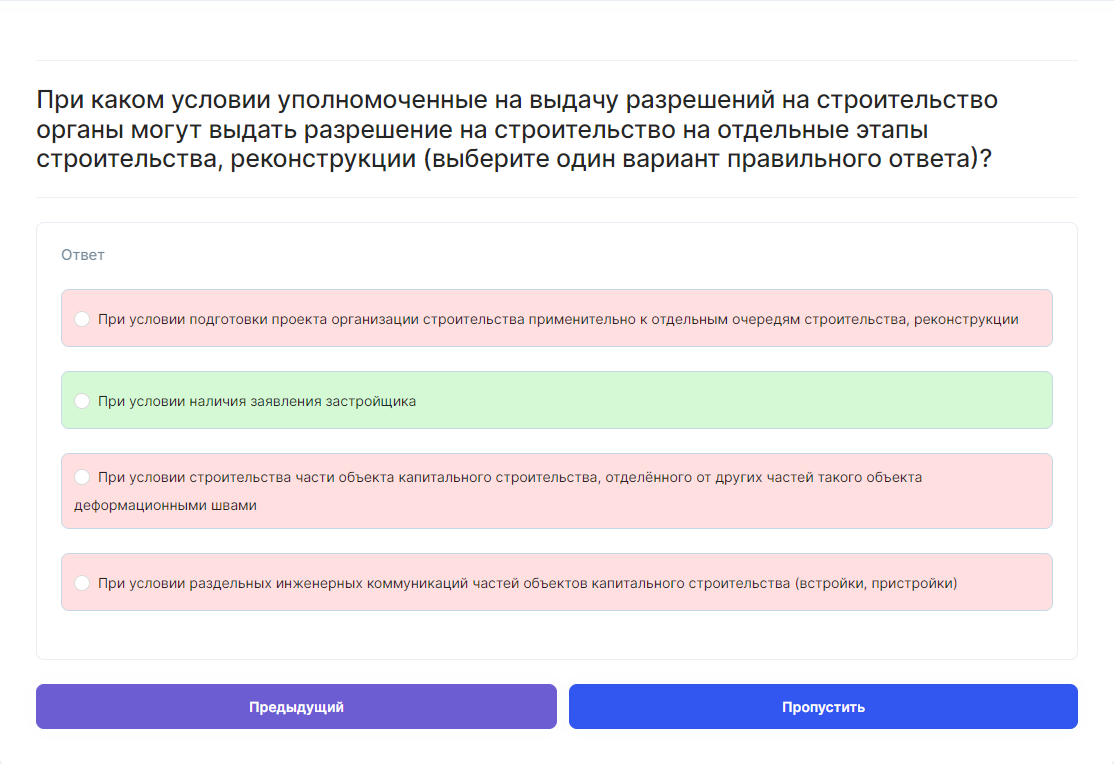 При каком условии уполномоченные на выдачу разрешений на строительство
органы могут выдать разрешение на строительство на отдельные этапы
строительства, реконструкции (выберите один вариант правильного ответа)?
Ответ
При условии подготовки проекта организации строительства применительно к отдельным очередям строительства, реконструкции
При условии наличия заявления застройщика
При условии строительства части объекта капитального строительства, отделённого от других частей такого объекта
деформационными швами
При условии раздельных инженерных коммуникаций частей объектов капитального строительства (встройки, пристройки)
Предыдущий
Пропустить